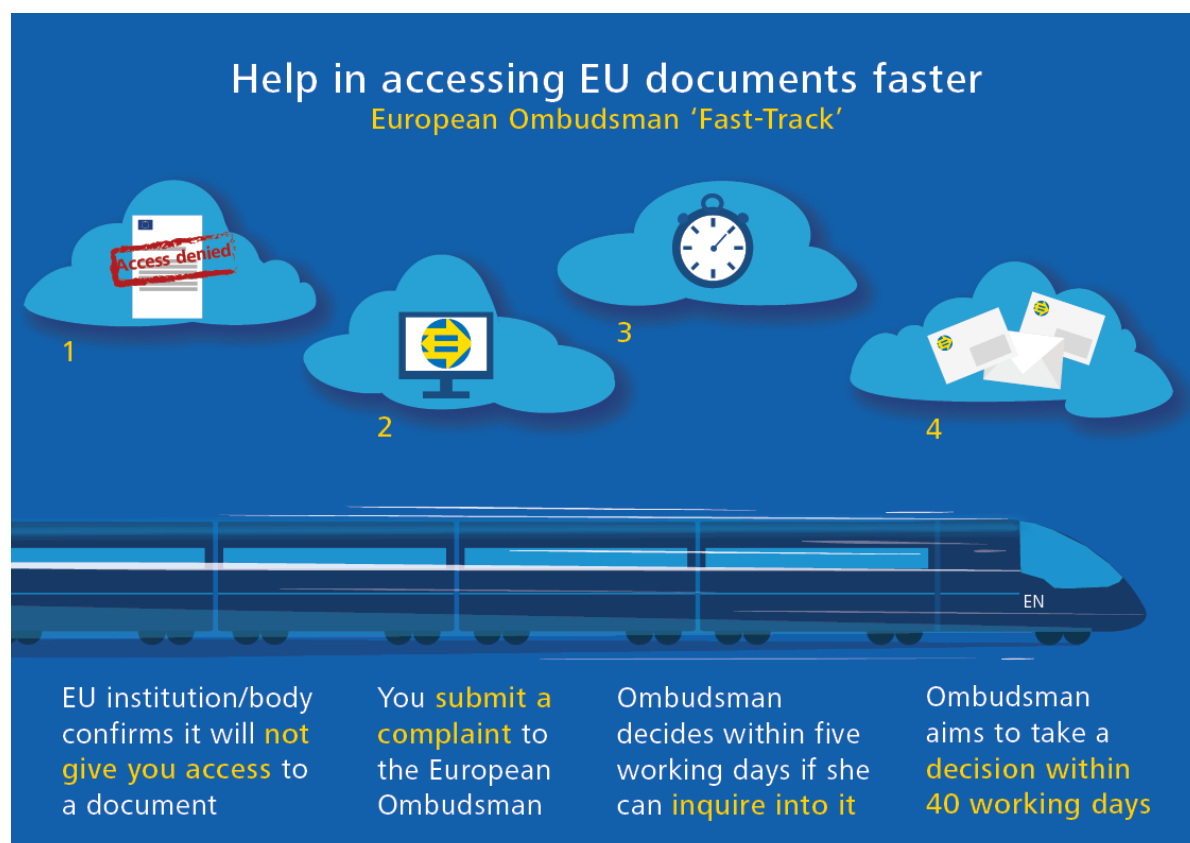 Help in accessing EU documents faster
European Ombudsman ‘Fast-Track’
Access denied
1
2
3
4
EN
EU institution/body
confirms it will not
give you access to
a document
You submit a
complaint to
the European
Ombudsman
Ombudsman
decides within five
working days if she
can inquire into it
Ombudsman
aims to take a
decision within
40 working days